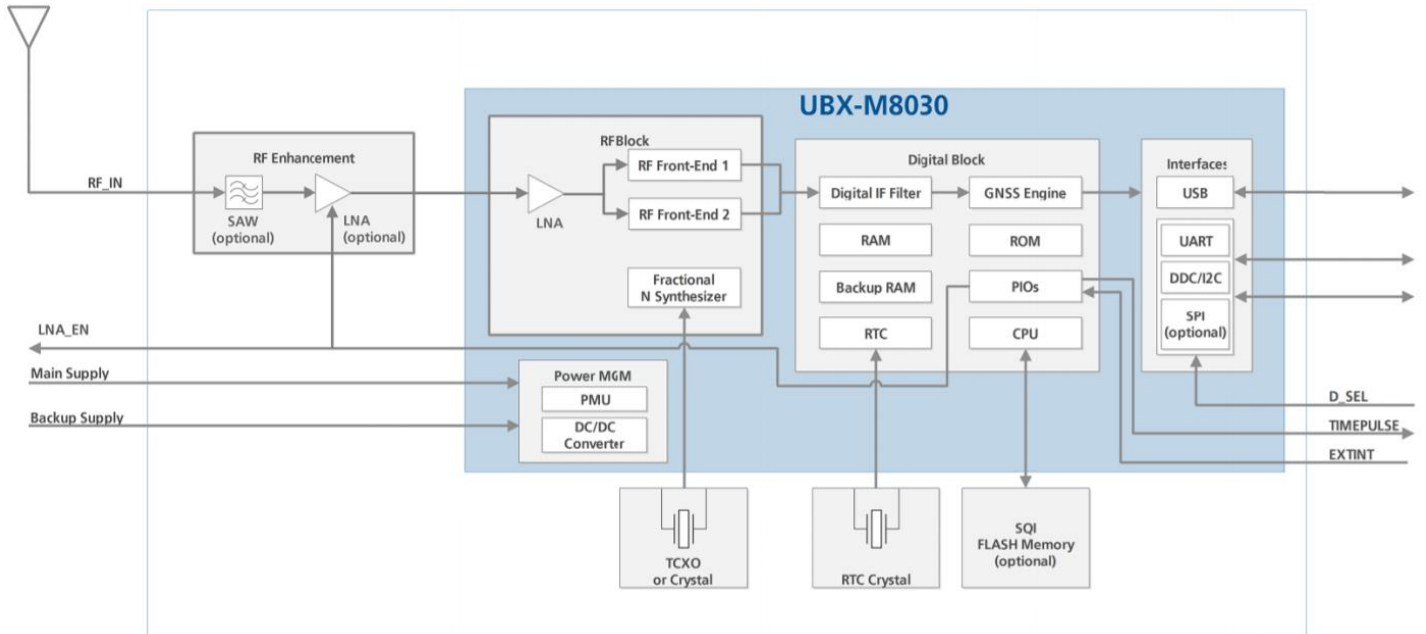 UBX-M8030
RF Enhancement
SAW
(optional)
LNA
(optional)
RF_IN
RFBlock
LNA
RF Front-End 1
RF Front-End 2
Fractional
N Synthesizer
Digital Block
Digital IF Filter
GNSS Engine
RAM
ROM
Backup RAM
PIOs
RTC
CPU
Interfaces
USB
UART
DDC/I2C
SPI
(optional)
LNA_EN
Main Supply
Backup Supply
Power MGM
PMU
DC/DC
Converter
D_SEL
TIMEPULSE
EXTINT
TCXO
or Crystal
RTC Crystal
SQI
FLASH Memory
(optional)